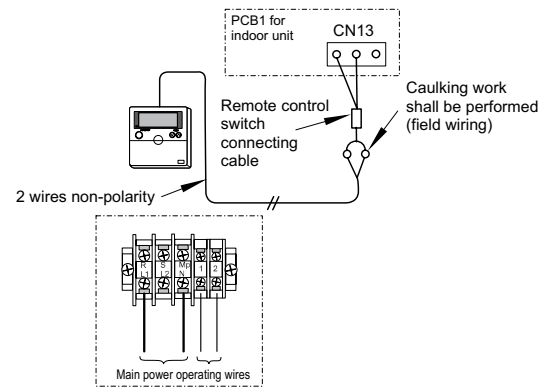 PCB1 for
indoor unit
CN13
Remote control
switch
connecting
cable
Caulking work
shall be performed
(field wiring)
2 wires non-polarity
R S Mp
L1 L2 N 1 2
Main power operating wires